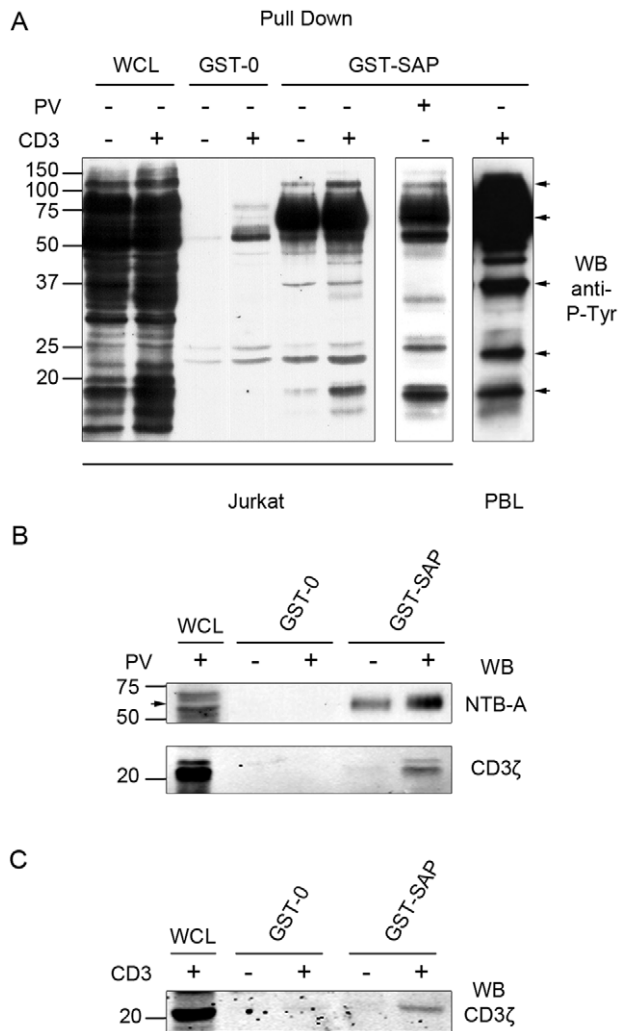 A
Pull Down
WCL GST-0 GST-SAP
PV - - - - - - + -
CD3 - + - + - + - +
150
100
75
50
37
25
20
WB
anti-
P-Tyr
Jurkat PBL
B
WCL GST-0 GST-SAP
PV + - + - + WB
75
50
NTB-A
20
CD3ζ
C
WCL GST-0 GST-SAP
CD3 + - + - + WB
20
CD3ζ